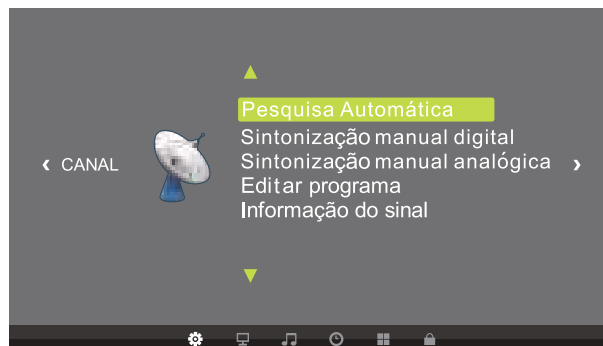 Pesquisa Automática
Sintonização manual digital
CANAL
Sintonização manual analógica
Editar programa
Informação do sinal